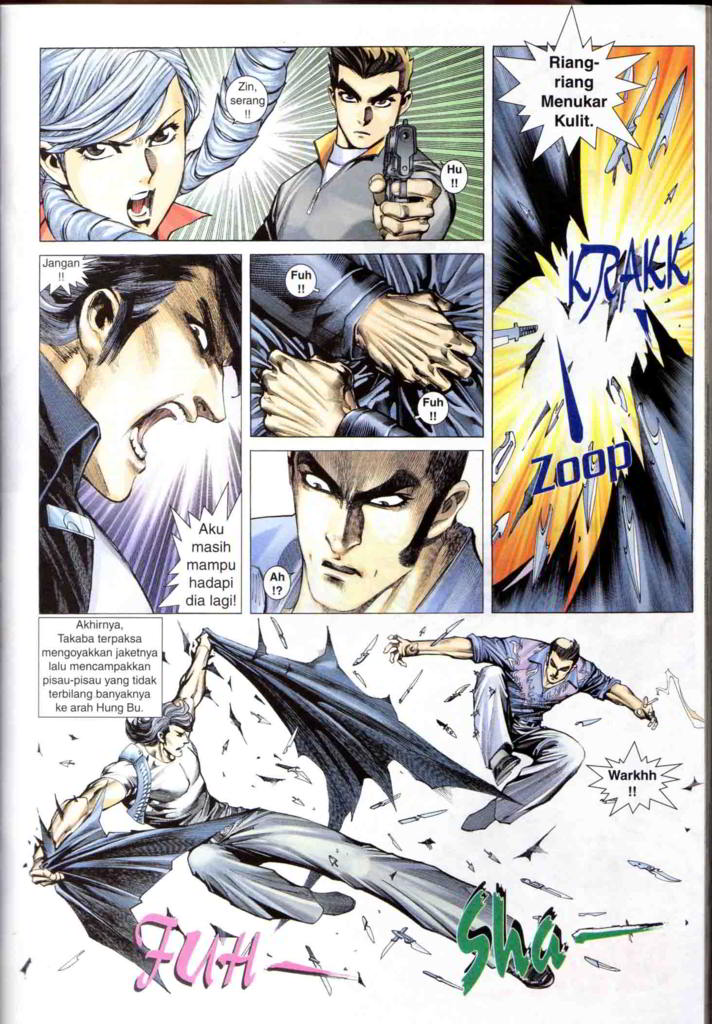 Zin,
serang
!!
Hu
!!
Riang-
riang
Menukar
Kulit.
KRAKK
Zoop
Jangan
!!
Aku
masih
mampu
hadapi
dia lagi!
Fuh
!!
Fuh
!!
Ah
!?
Akhirnya,
Takaba terpaksa
mengoyakkan jaketnya
lalu mencampakkan
pisau-pisau yang tidak
terbilang banyaknya
ke arah Hung Bu.
Warkhh
!!
FUH—
Sha—